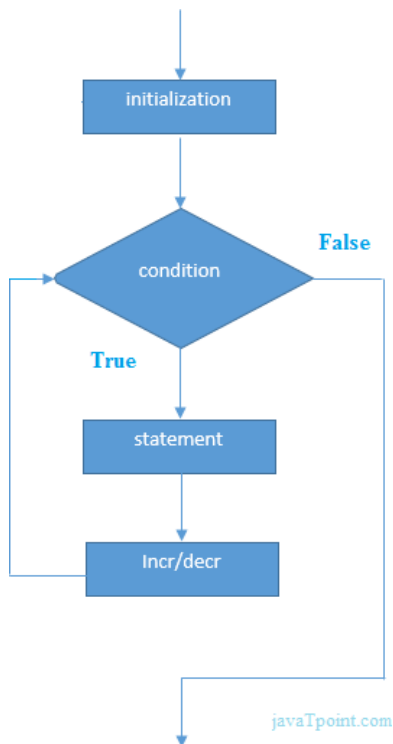 initialization
condition
False
True
statement
Incr/decr
javaTpoint.com